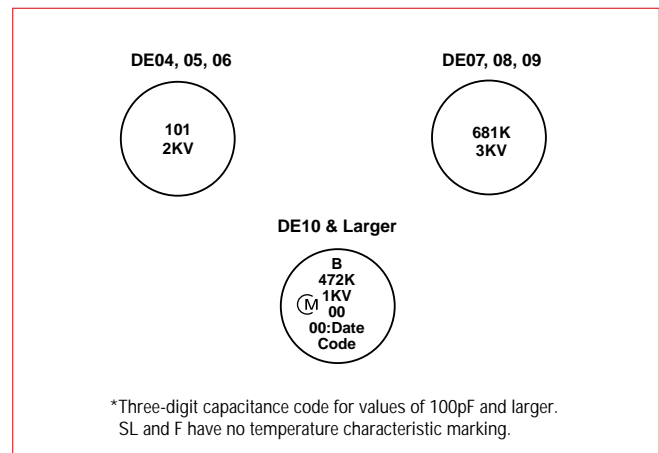 DE04, 05, 06
101
2KV
DE07, 08, 09
681K
3KV
DE10 & Larger
B
472K
1KV
M 00
00:Date
Code
*Three-digit capacitance code for values of 100pF and larger.
SL and F have no temperature characteristic marking.